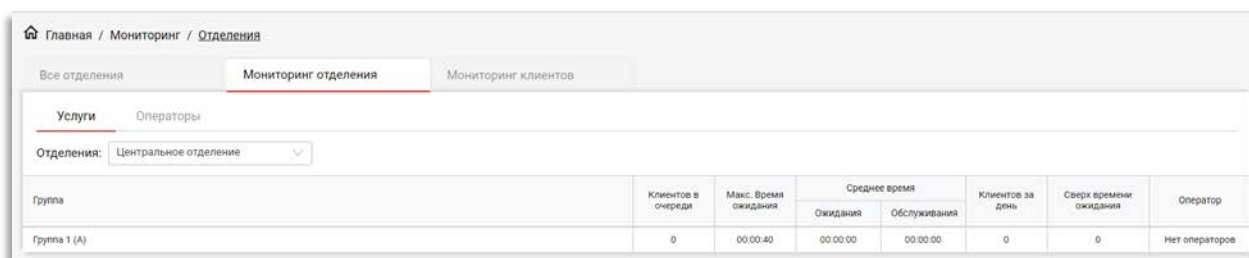 Главная / Мониторинг / Отделения
Все отделения Мониторинг отделения Мониторинг клиентов
Услуги Операторы
Отделения: Центральное отделение
Группа Клиентов в очереди Макс. Время ожидания Среднее время Клиентов за день Сверх времени ожидания Оператор
Ожидания Обслуживания
Группа 1 (А) 0 00:00:40 00:00:00 00:00:00 0 0 Нет операторов